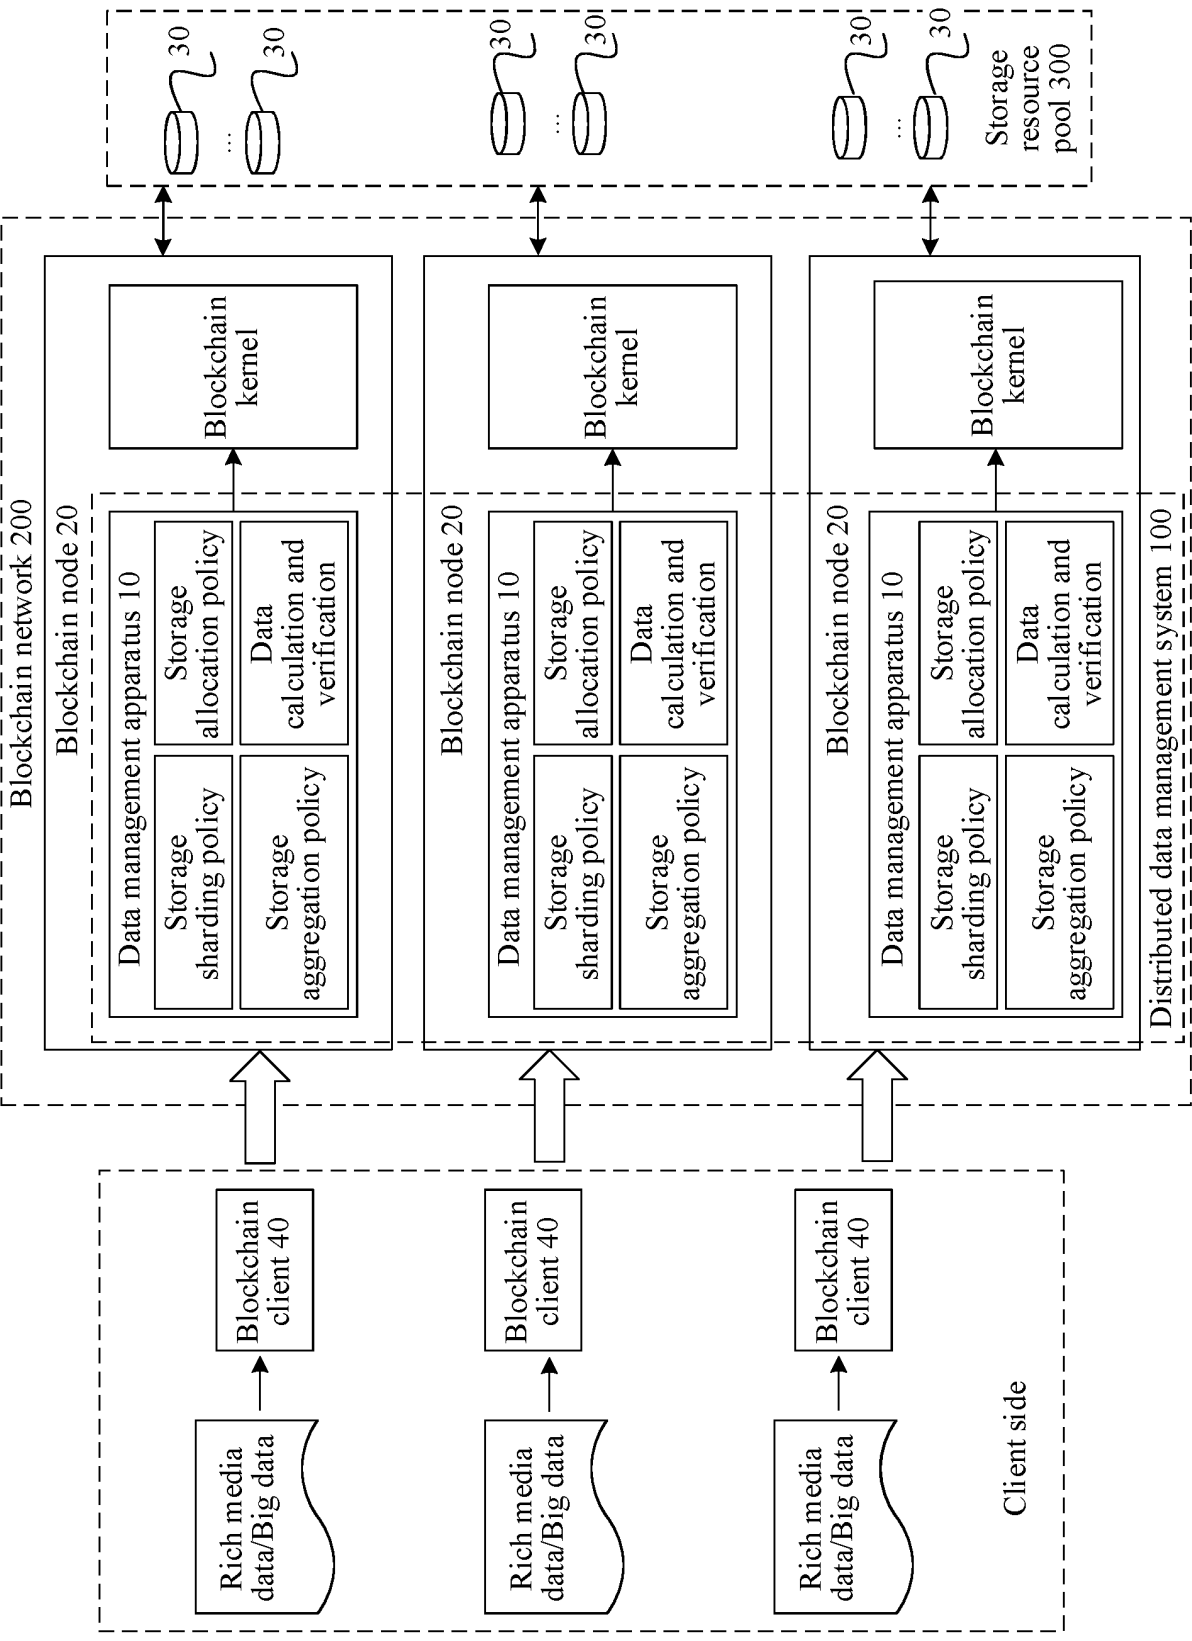 Blockchain network 200
Blockchain node 20
Data management apparatus 10
Storage
sharding policy
Storage
allocation policy
Storage
aggregation policy
Data
calculation and
verification
Blockchain
kernel
30
30
Rich media
data/Big data
Blockchain
client 40
Blockchain node 20
Data management apparatus 10
Storage
sharding policy
Storage
allocation policy
Storage
aggregation policy
Data
calculation and
verification
Blockchain
kernel
30
...
30
Rich media
data/Big data
Blockchain
client 40
Blockchain node 20
Data management apparatus 10
Storage
sharding policy
Storage
allocation policy
Storage
aggregation policy
Data
calculation and
verification
Blockchain
kernel
30
...
30
Rich media
data/Big data
Blockchain
client 40
Client side
Distributed data management system 100
Storage
resource
pool 300